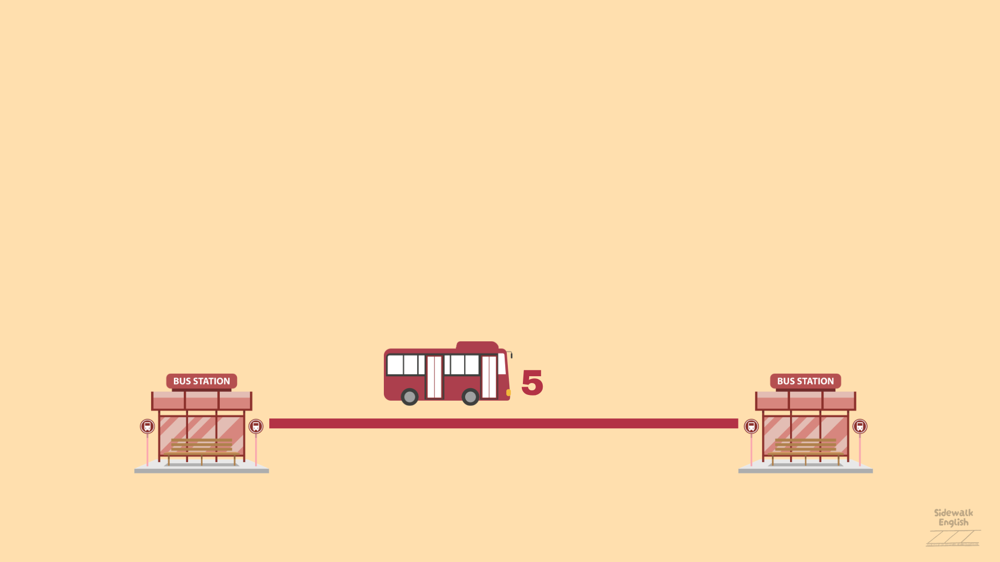 5
BUS STATION
BUS STATION
Sidewalk
English